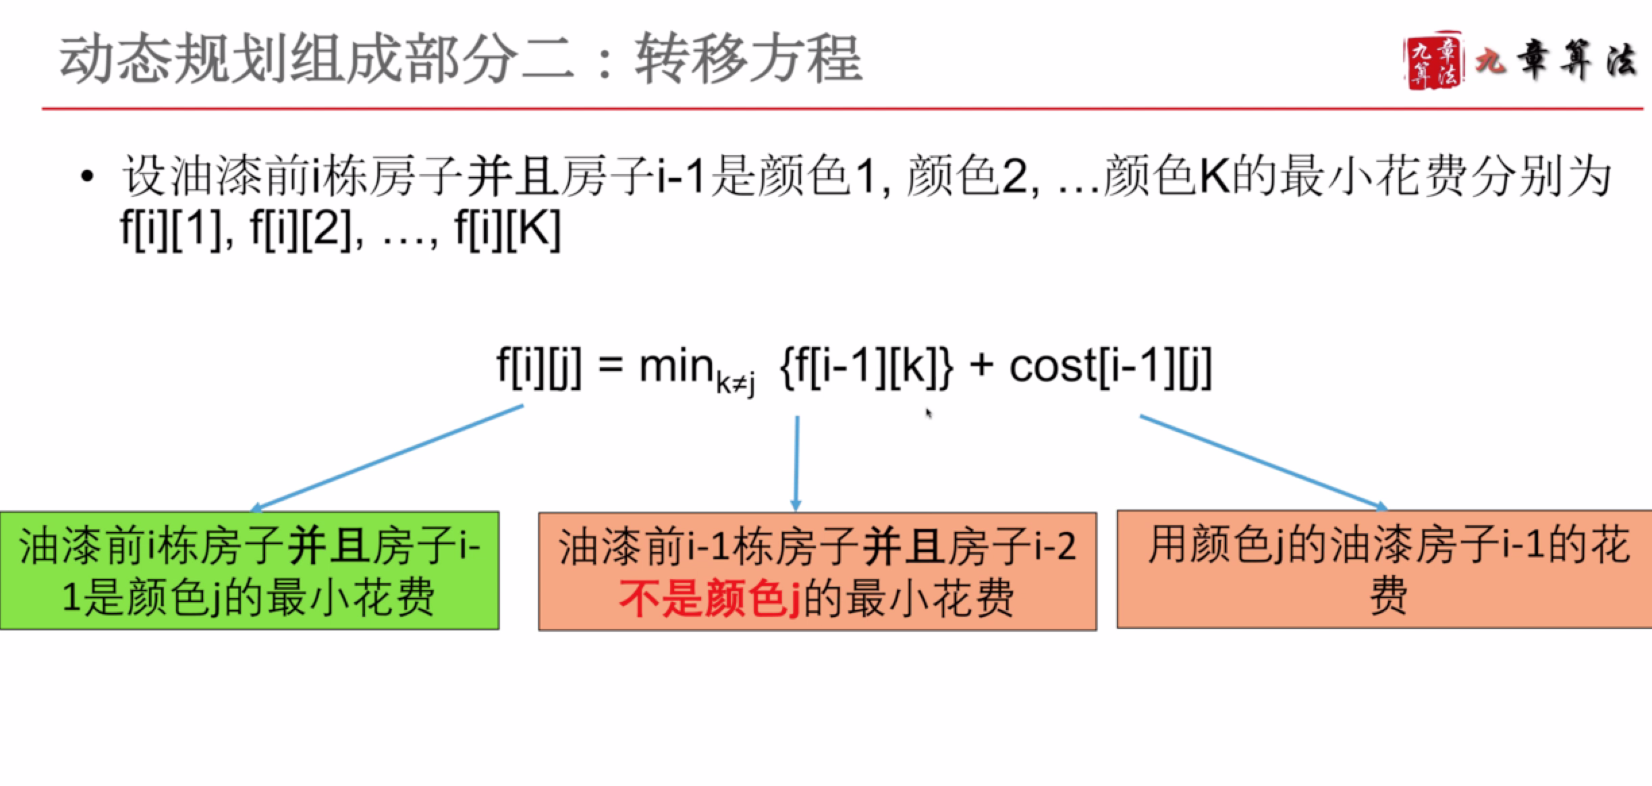 动态规划组成部分二：转移方程
九章算法
九章算法
• 设油漆前i栋房子并且房子i-1是颜色1, 颜色2, …颜色K的最小花费分别为
f[i][1], f[i][2], …, f[i][K]
f[i][j] = min_{k≠j} {f[i-1][k]} + cost[i-1][j]
油漆前i栋房子并且房子i-
1是颜色j的最小花费
油漆前i-1栋房子并且房子i-2
不是颜色j的最小花费
用颜色j的油漆房子i-1的花
费